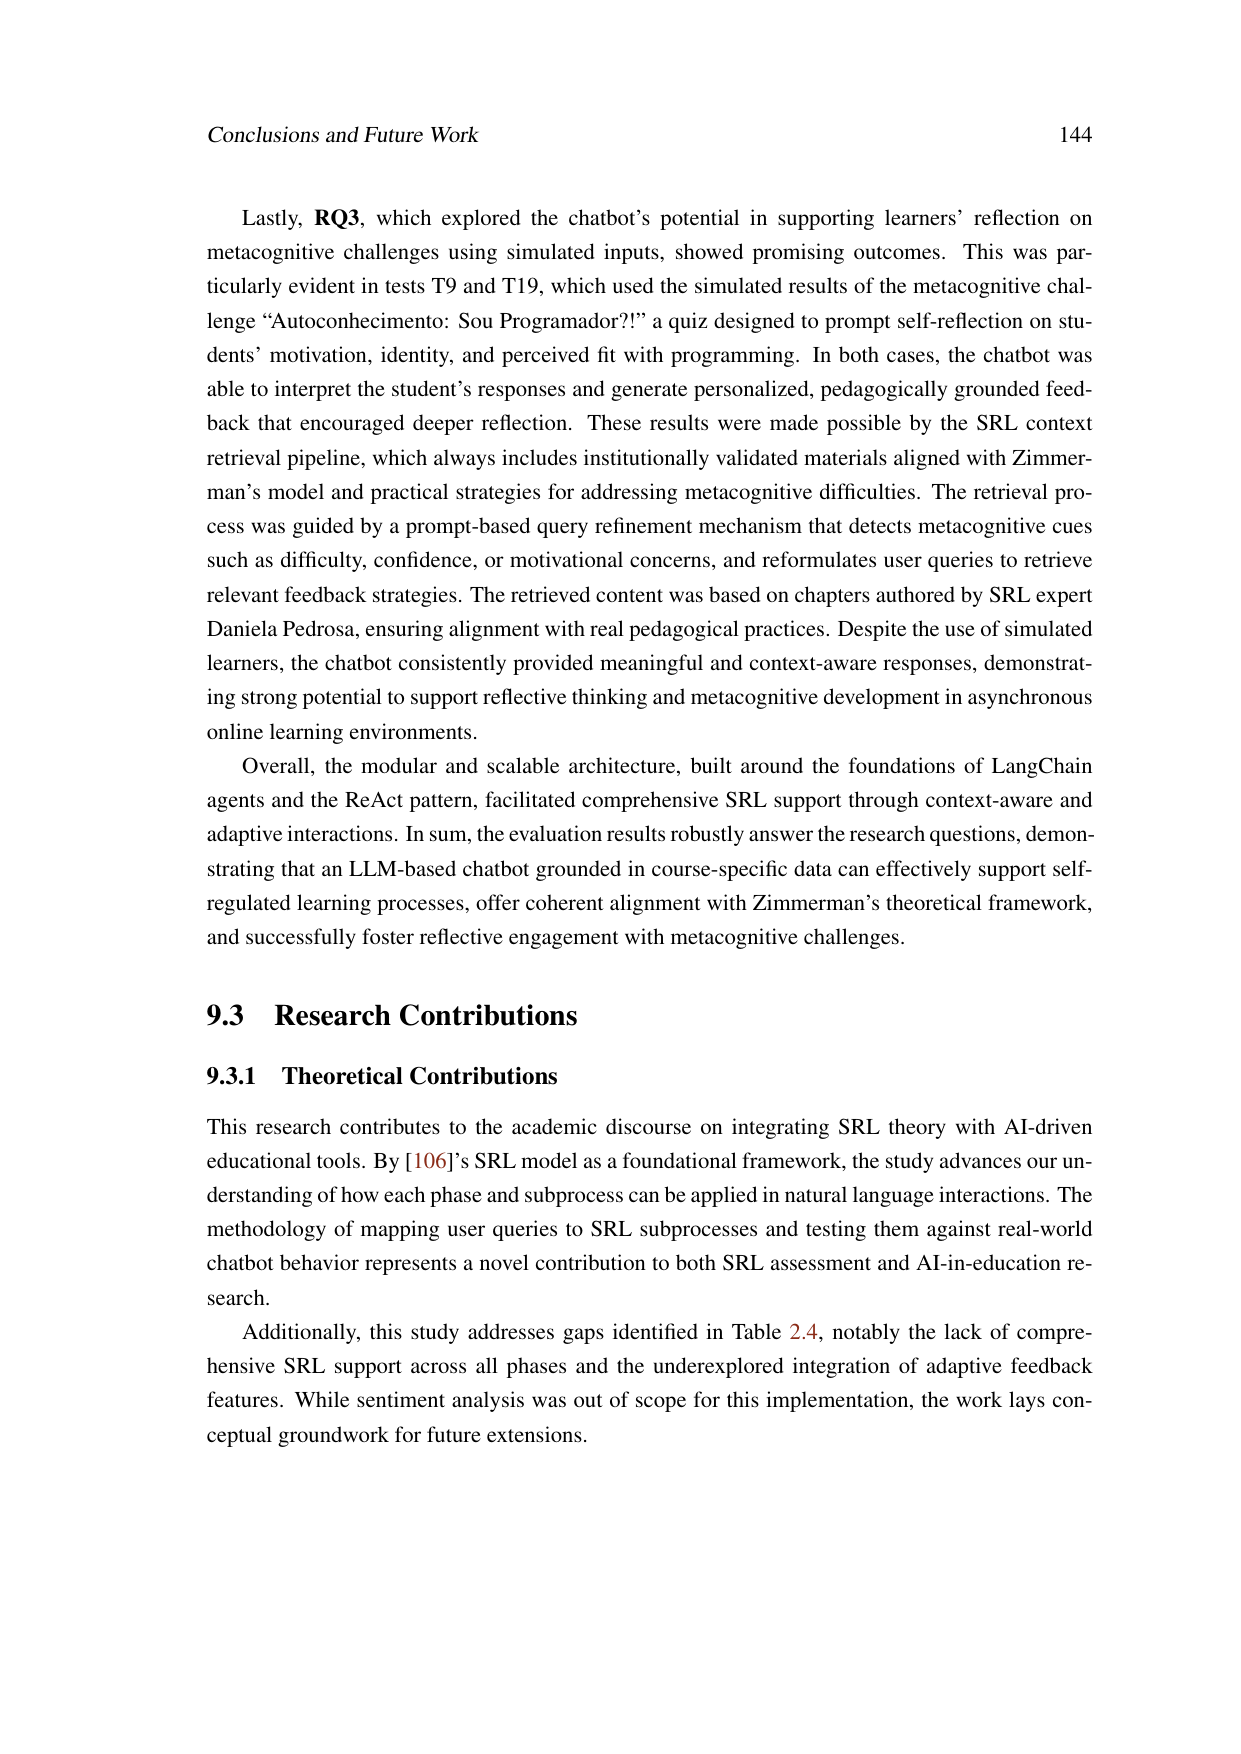 Conclusions and Future Work 144
Lastly, RQ3, which explored the chatbot’s potential in supporting learners’ reflection on
metacognitive challenges using simulated inputs, showed promising outcomes. This was par-
ticularly evident in tests T9 and T19, which used the simulated results of the metacognitive chal-
lenge “Autoconhecimento: Sou Programador?!” a quiz designed to prompt self-reflection on stu-
dents’ motivation, identity, and perceived fit with programming. In both cases, the chatbot was
able to interpret the student’s responses and generate personalized, pedagogically grounded feed-
back that encouraged deeper reflection. These results were made possible by the SRL context
retrieval pipeline, which always includes institutionally validated materials aligned with Zimmer-
man’s model and practical strategies for addressing metacognitive difficulties. The retrieval pro-
cess was guided by a prompt-based query refinement mechanism that detects metacognitive cues
such as difficulty, confidence, or motivational concerns, and reformulates user queries to retrieve
relevant feedback strategies. The retrieved content was based on chapters authored by SRL expert
Daniela Pedrosa, ensuring alignment with real pedagogical practices. Despite the use of simulated
learners, the chatbot consistently provided meaningful and context-aware responses, demonstrat-
ing strong potential to support reflective thinking and metacognitive development in asynchronous
online learning environments.
Overall, the modular and scalable architecture, built around the foundations of LangChain
agents and the ReAct pattern, facilitated comprehensive SRL support through context-aware and
adaptive interactions. In sum, the evaluation results robustly answer the research questions, demon-
strating that an LLM-based chatbot grounded in course-specific data can effectively support self-
regulated learning processes, offer coherent alignment with Zimmerman’s theoretical framework,
and successfully foster reflective engagement with metacognitive challenges.
9.3 Research Contributions
9.3.1 Theoretical Contributions
This research contributes to the academic discourse on integrating SRL theory with AI-driven
educational tools. By [106]’s SRL model as a foundational framework, the study advances our un-
derstanding of how each phase and subprocess can be applied in natural language interactions. The
methodology of mapping user queries to SRL subprocesses and testing them against real-world
chatbot behavior represents a novel contribution to both SRL assessment and AI-in-education re-
search.
Additionally, this study addresses gaps identified in Table 2.4, notably the lack of compre-
hensive SRL support across all phases and the underexplored integration of adaptive feedback
features. While sentiment analysis was out of scope for this implementation, the work lays con-
ceptual groundwork for future extensions.